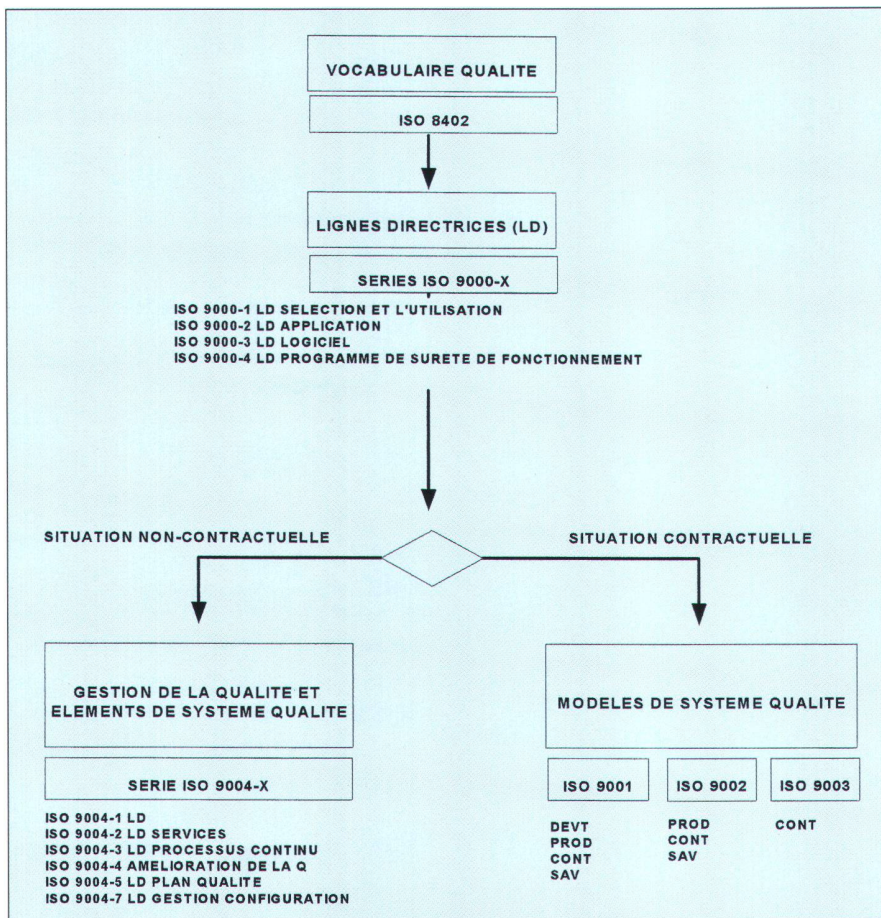 VOCABULAIRE QUALITE
ISO 8402
LIGNES DIRECTRICES (LD)
SERIES ISO 9000-X
ISO 9000-1 LD SELECTION ET L'UTILISATION
ISO 9000-2 LD APPLICATION
ISO 9000-3 LD LOGICIEL
ISO 9000-4 LD PROGRAMME DE SURETE DE FONCTIONNEMENT
SITUATION NON-CONTRACTUELLE
SITUATION CONTRACTUELLE
GESTION DE LA QUALITE ET
ELEMENTS DE SYSTEME QUALITE
SERIE ISO 9004-X
ISO 9004-1 LD
ISO 9004-2 LD SERVICES
ISO 9004-3 LD PROCESSUS CONTINU
ISO 9004-4 AMELIORATION DE LA Q
ISO 9004-5 LD PLAN QUALITE
ISO 9004-7 LD GESTION CONFIGURATION
MODELES DE SYSTEME QUALITE
ISO 9001
DEVT
PROD
CONT
SAV
ISO 9002
PROD
CONT
SAV
ISO 9003
CONT